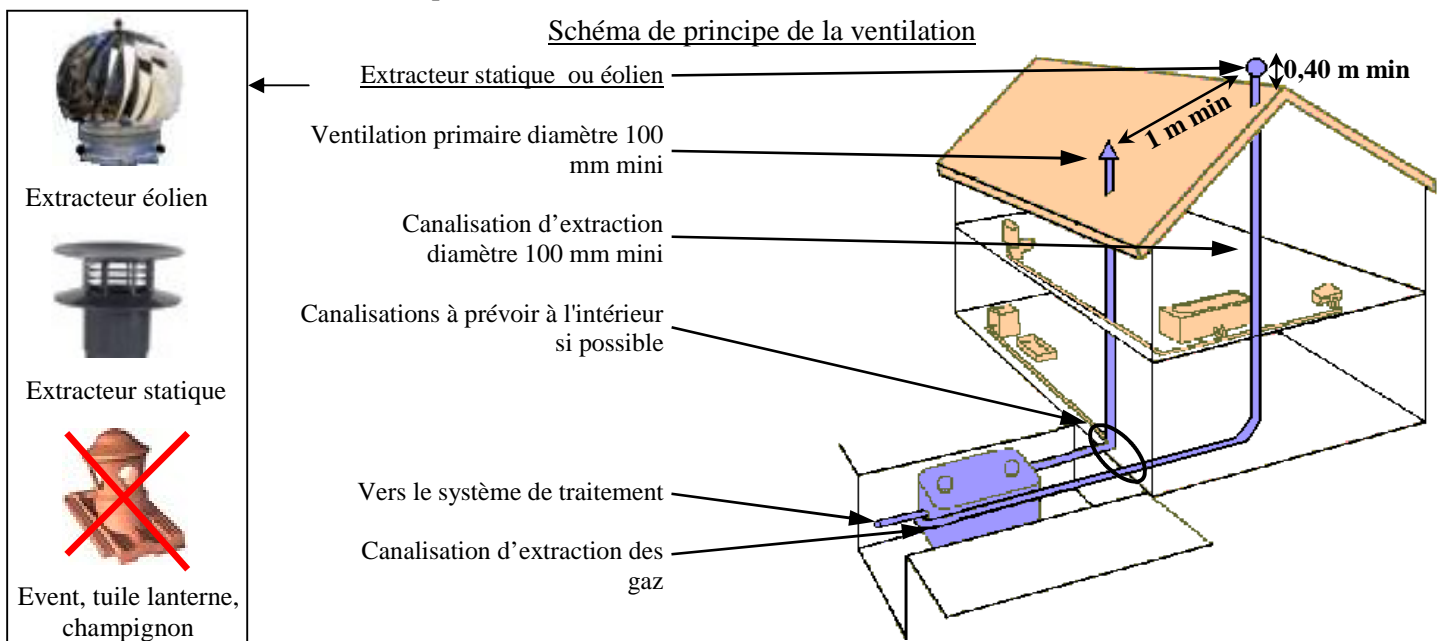 Schéma de principe de la ventilation
Extracteur statique ou éolien
0,40 m min
1 m min
Ventilation primaire diamètre 100
mm mini
Canalisation d’extraction
diamètre 100 mm mini
Canalisations à prévoir à l'intérieur
si possible
Vers le système de traitement
Canalisation d’extraction des
gaz
Extracteur éolien
Extracteur statique
Event, tuile lanterne,
champignon